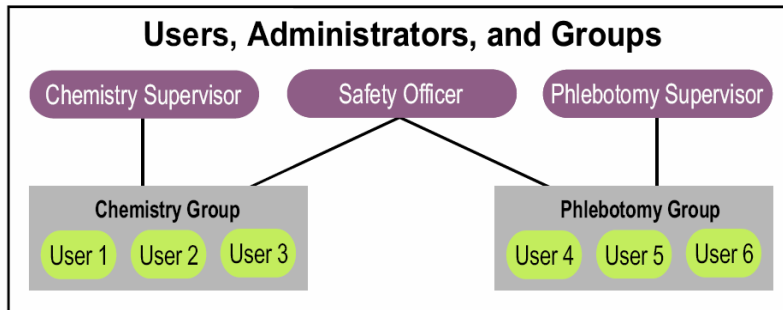 Users, Administrators, and Groups
Chemistry Supervisor
Safety Officer
Phlebotomy Supervisor
Chemistry Group
User 1
User 2
User 3
Phlebotomy Group
User 4
User 5
User 6